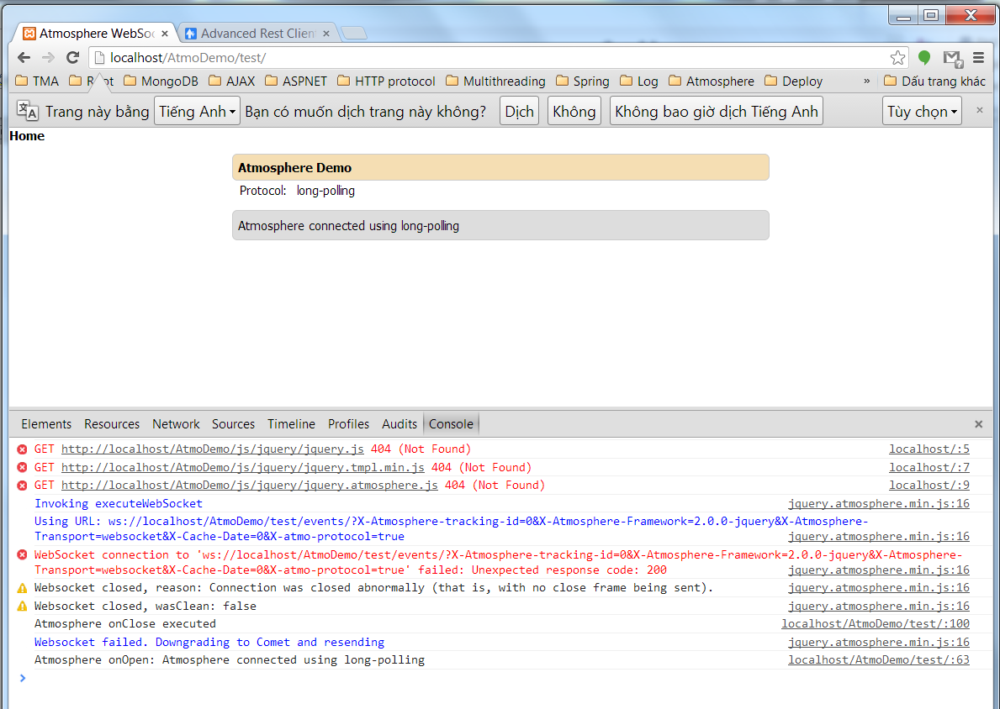 Atmosphere WebSoc
Advanced Rest Client
localhost/AtmoDemo/test/
TMA MongoDB AJAX ASPNET HTTP protocol Multithreading Spring Log Atmosphere Deploy » Dấu trang khác
Trang này bằng Tiếng Anh Bạn có muốn dịch trang này không? Dịch Không Không bao giờ dịch Tiếng Anh Tùy chọn
Home
Atmosphere Demo
Protocol: long-polling
Atmosphere connected using long-polling
Elements Resources Network Sources Timeline Profiles Audits Console
GET http://localhost/AtmoDemo/js/jquery/jquery.js 404 (Not Found) localhost/:5
GET http://localhost/AtmoDemo/js/jquery/jquery.tmpl.min.js 404 (Not Found) localhost/:7
GET http://localhost/AtmoDemo/js/jquery/jquery.atmosphere.js 404 (Not Found) localhost/:9
Invoking executeWebSocket jquery.atmosphere.min.js:16
Using URL: ws://localhost/AtmoDemo/test/events/?X-Atmosphere-tracking-id=0&X-Atmosphere-Framework=2.0.0-jquery&X-Atmosphere-
Transport=websocket&X-Cache-Date=0&X-atmo-protocol=true jquery.atmosphere.min.js:16
WebSocket connection to 'ws://localhost/AtmoDemo/test/events/?X-Atmosphere-tracking-id=0&X-Atmosphere-Framework=2.0.0-jquery&X-Atmosphere-
Transport=websocket&X-Cache-Date=0&X-atmo-protocol=true' failed: Unexpected response code: 200 jquery.atmosphere.min.js:16
Websocket closed, reason: Connection was closed abnormally (that is, with no close frame being sent). jquery.atmosphere.min.js:16
Websocket closed, wasClean: false jquery.atmosphere.min.js:16
Atmosphere onClose executed localhost/AtmoDemo/test/:100
Websocket failed. Downgrading to Comet and resending jquery.atmosphere.min.js:16
Atmosphere onOpen: Atmosphere connected using long-polling localhost/AtmoDemo/test/:63